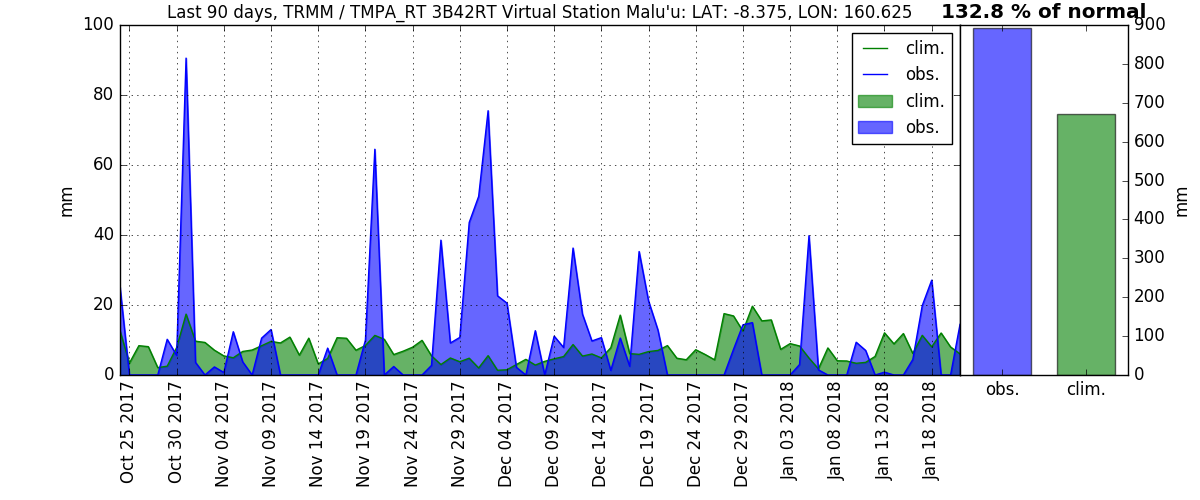 Last 90 days, TRMM / TMPA_RT 3B42RT Virtual Station Malu'u: LAT: -8.375, LON: 160.625
132.8 % of normal
100
80
60
40
20
0
mm
clim.
obs.
clim.
obs.
900
800
700
600
500
400
300
200
100
0
mm
Oct 25 2017
Oct 30 2017
Nov 04 2017
Nov 09 2017
Nov 14 2017
Nov 19 2017
Nov 24 2017
Nov 29 2017
Dec 04 2017
Dec 09 2017
Dec 14 2017
Dec 19 2017
Dec 24 2017
Dec 29 2017
Jan 03 2018
Jan 08 2018
Jan 13 2018
Jan 18 2018
obs.
clim.